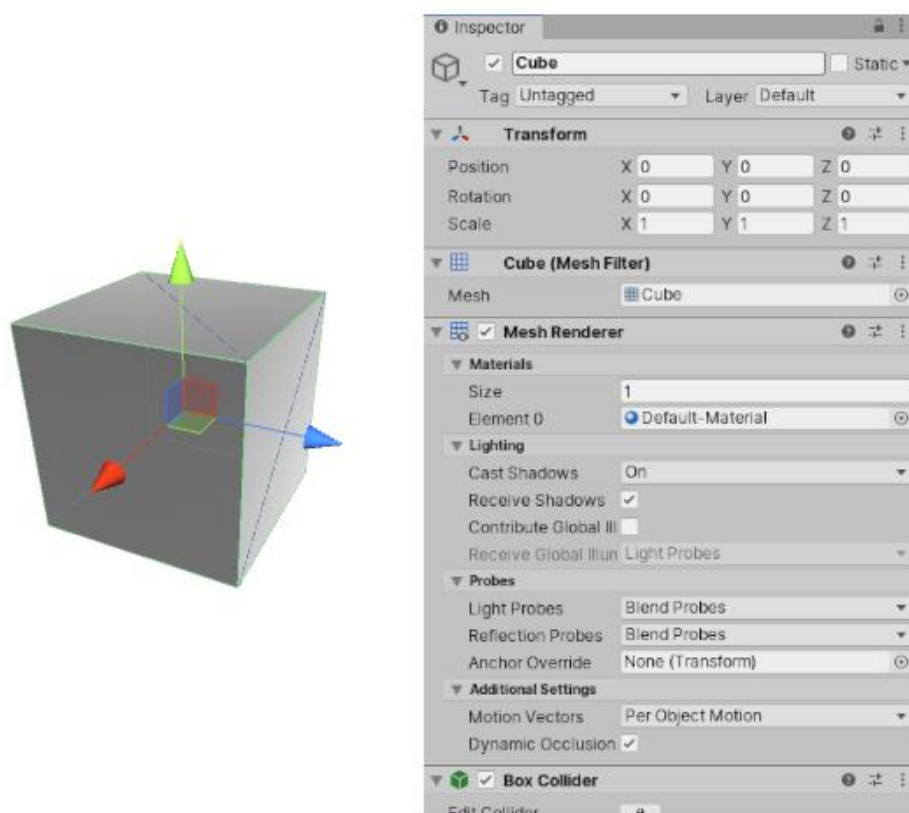 Inspector
Cube Static
Tag Untagged Layer Default
Transform
Position X 0 Y 0 Z 0
Rotation X 0 Y 0 Z 0
Scale X 1 Y 1 Z 1
Cube (Mesh Filter)
Mesh Cube
Mesh Renderer
Materials
Size 1
Element 0 Default-Material
Lighting
Cast Shadows On
Receive Shadows
Contribute Global Ill
Receive Global Illun Light Probes
Probes
Light Probes Blend Probes
Reflection Probes Blend Probes
Anchor Override None (Transform)
Additional Settings
Motion Vectors Per Object Motion
Dynamic Occlusion
Box Collider
Edit Collider